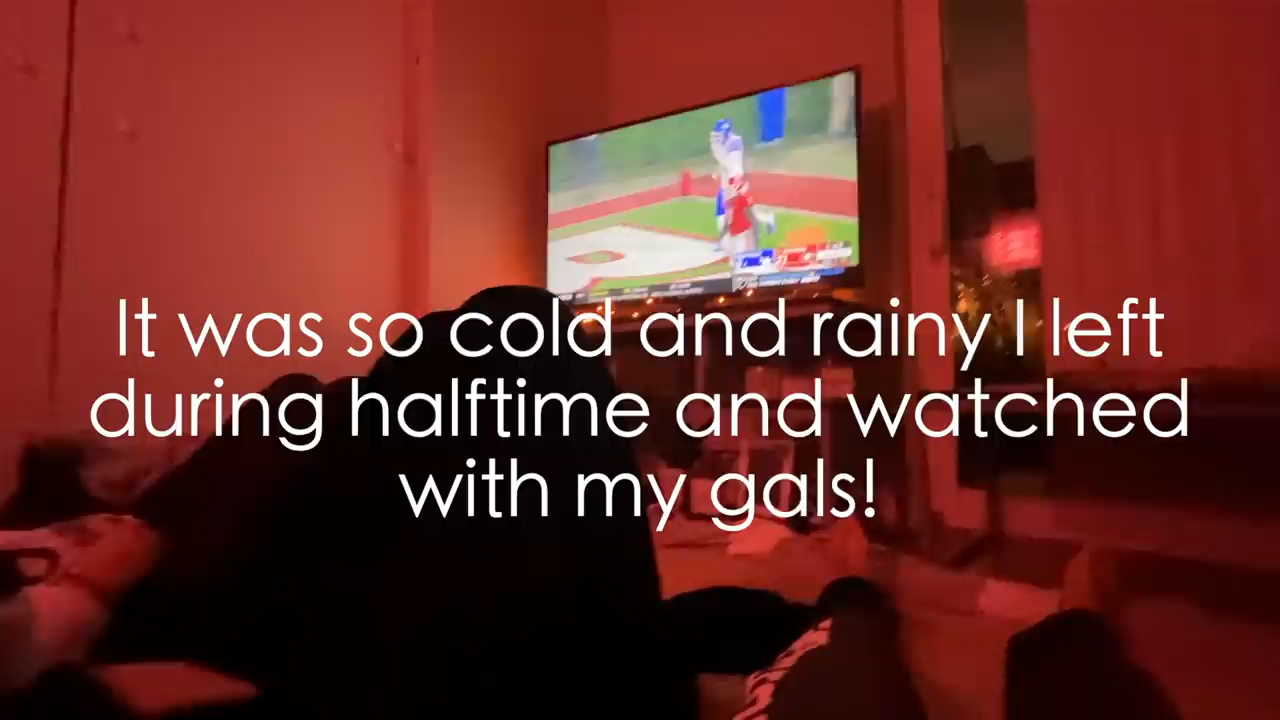 It was so cold and rainy I left
during halftime and watched
with my gals!